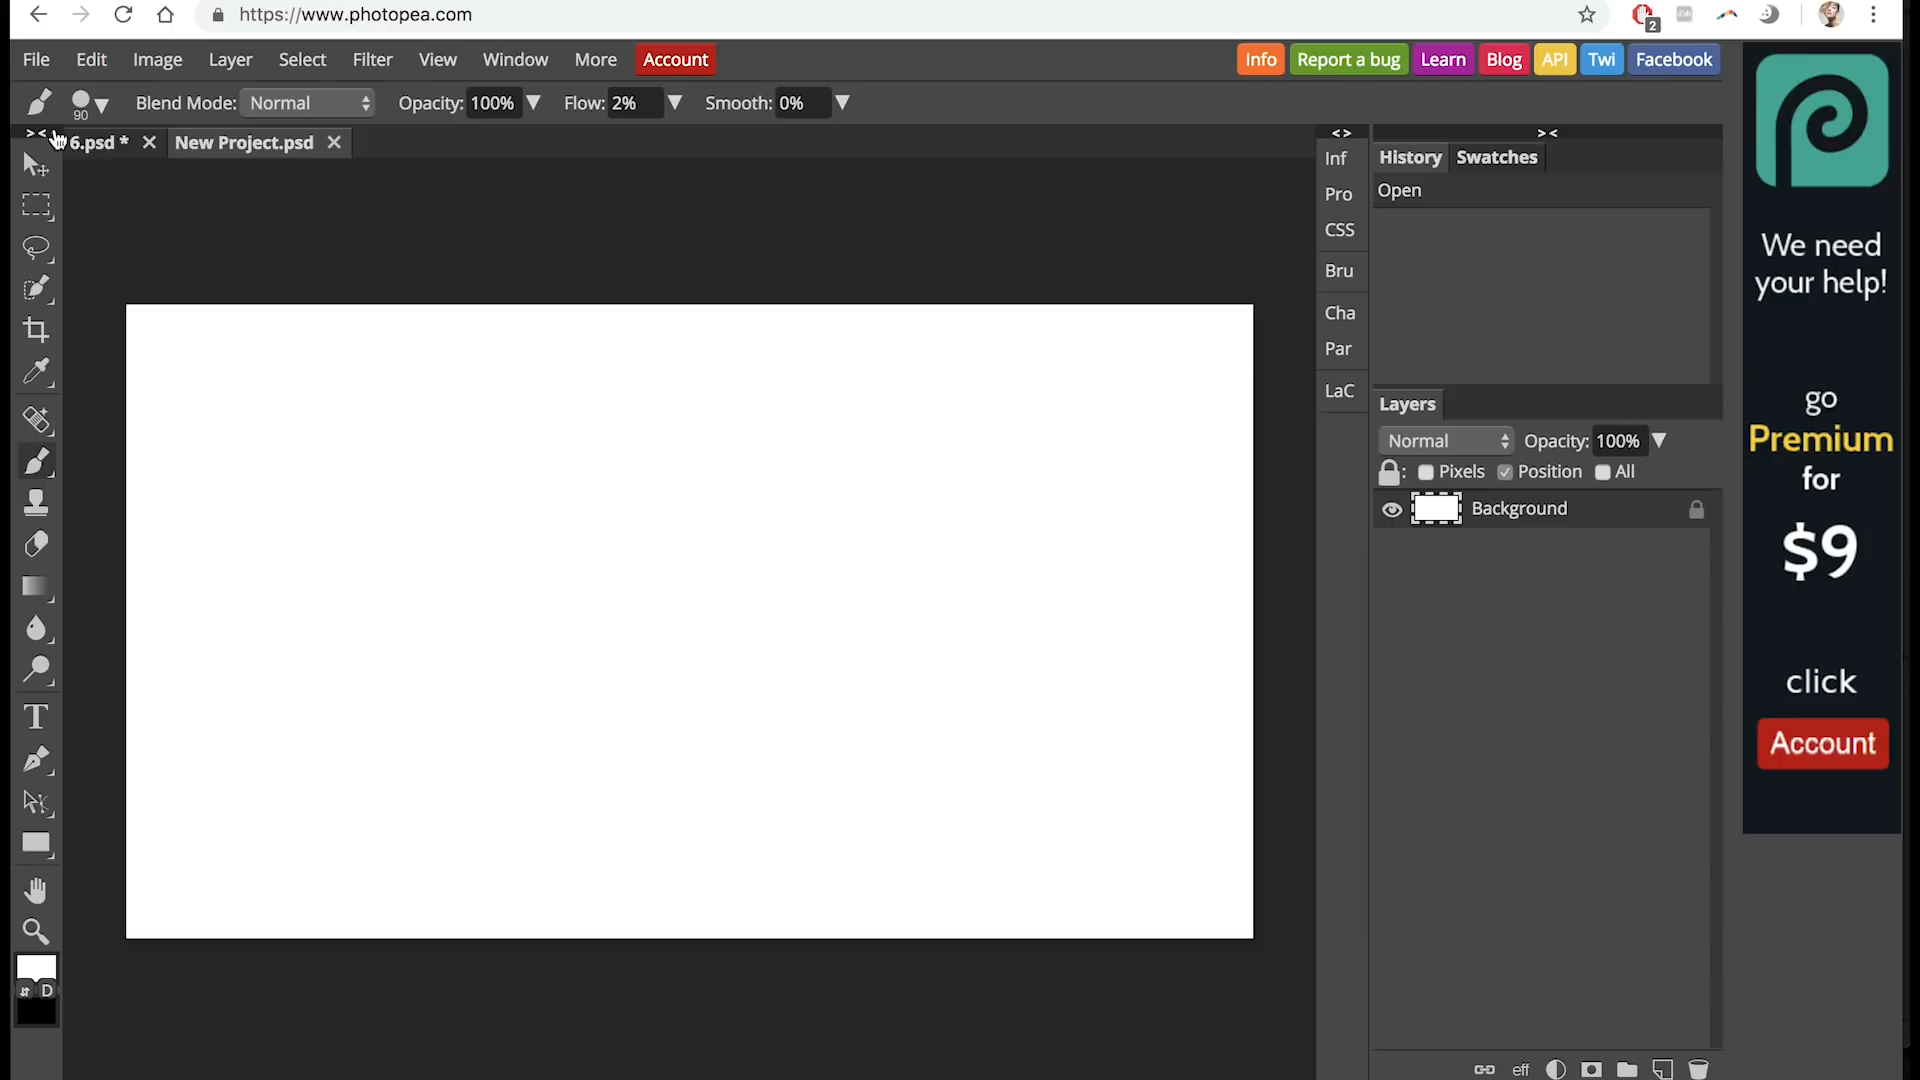 https://www.photopea.com
2
File Edit Image Layer Select Filter View Window More Account Info Report a bug Learn Blog API Twi Facebook
90 Blend Mode: Normal Opacity: 100% Flow: 2% Smooth: 0%
> < 6.psd * New Project.psd < > > <
Inf
Pro
CSS
Bru
Cha
Par
LaC
History Swatches
Open
Layers
Normal Opacity: 100%
: Pixels Position All
Background
eff
T
D
We need
your help!
go
Premium
for
$9
click
Account